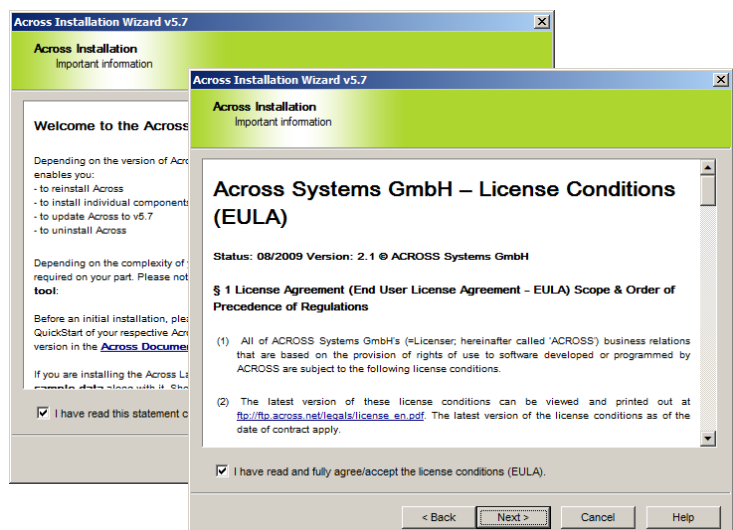 Across Installation Wizard v5.7
Across Installation
Important information
Welcome to the Across
Depending on the version of
enables you:
- to reinstall Across
- to install individual components
- to update Across to v5.7
- to uninstall Across
Depending on the complexity of
required on your part. Please not
tool:
Before an initial installation,
QuickStart of your respective
version in the Across
If you are installing the Across
sample data along with it.
I have read this statement
Across Installation Wizard v5.7
Across Installation
Important information
Across Systems GmbH – License Conditions
(EULA)
Status: 08/2009 Version: 2.1 © ACROSS Systems GmbH
§ 1 License Agreement (End User License Agreement – EULA) Scope & Order of
Precedence of Regulations
(1) All of ACROSS Systems GmbH's (=Licenser; hereinafter called 'ACROSS') business relations
that are based on the provision of rights of use to software developed or programmed by
ACROSS are subject to the following license conditions.
(2) The latest version of these license conditions can be viewed and printed out at
ftp://ftp.across.net/legals/license_en.pdf. The latest version of the license conditions as of the
date of contract apply.
I have read and fully agree/accept the license conditions (EULA).
< Back
Next >
Cancel
Help